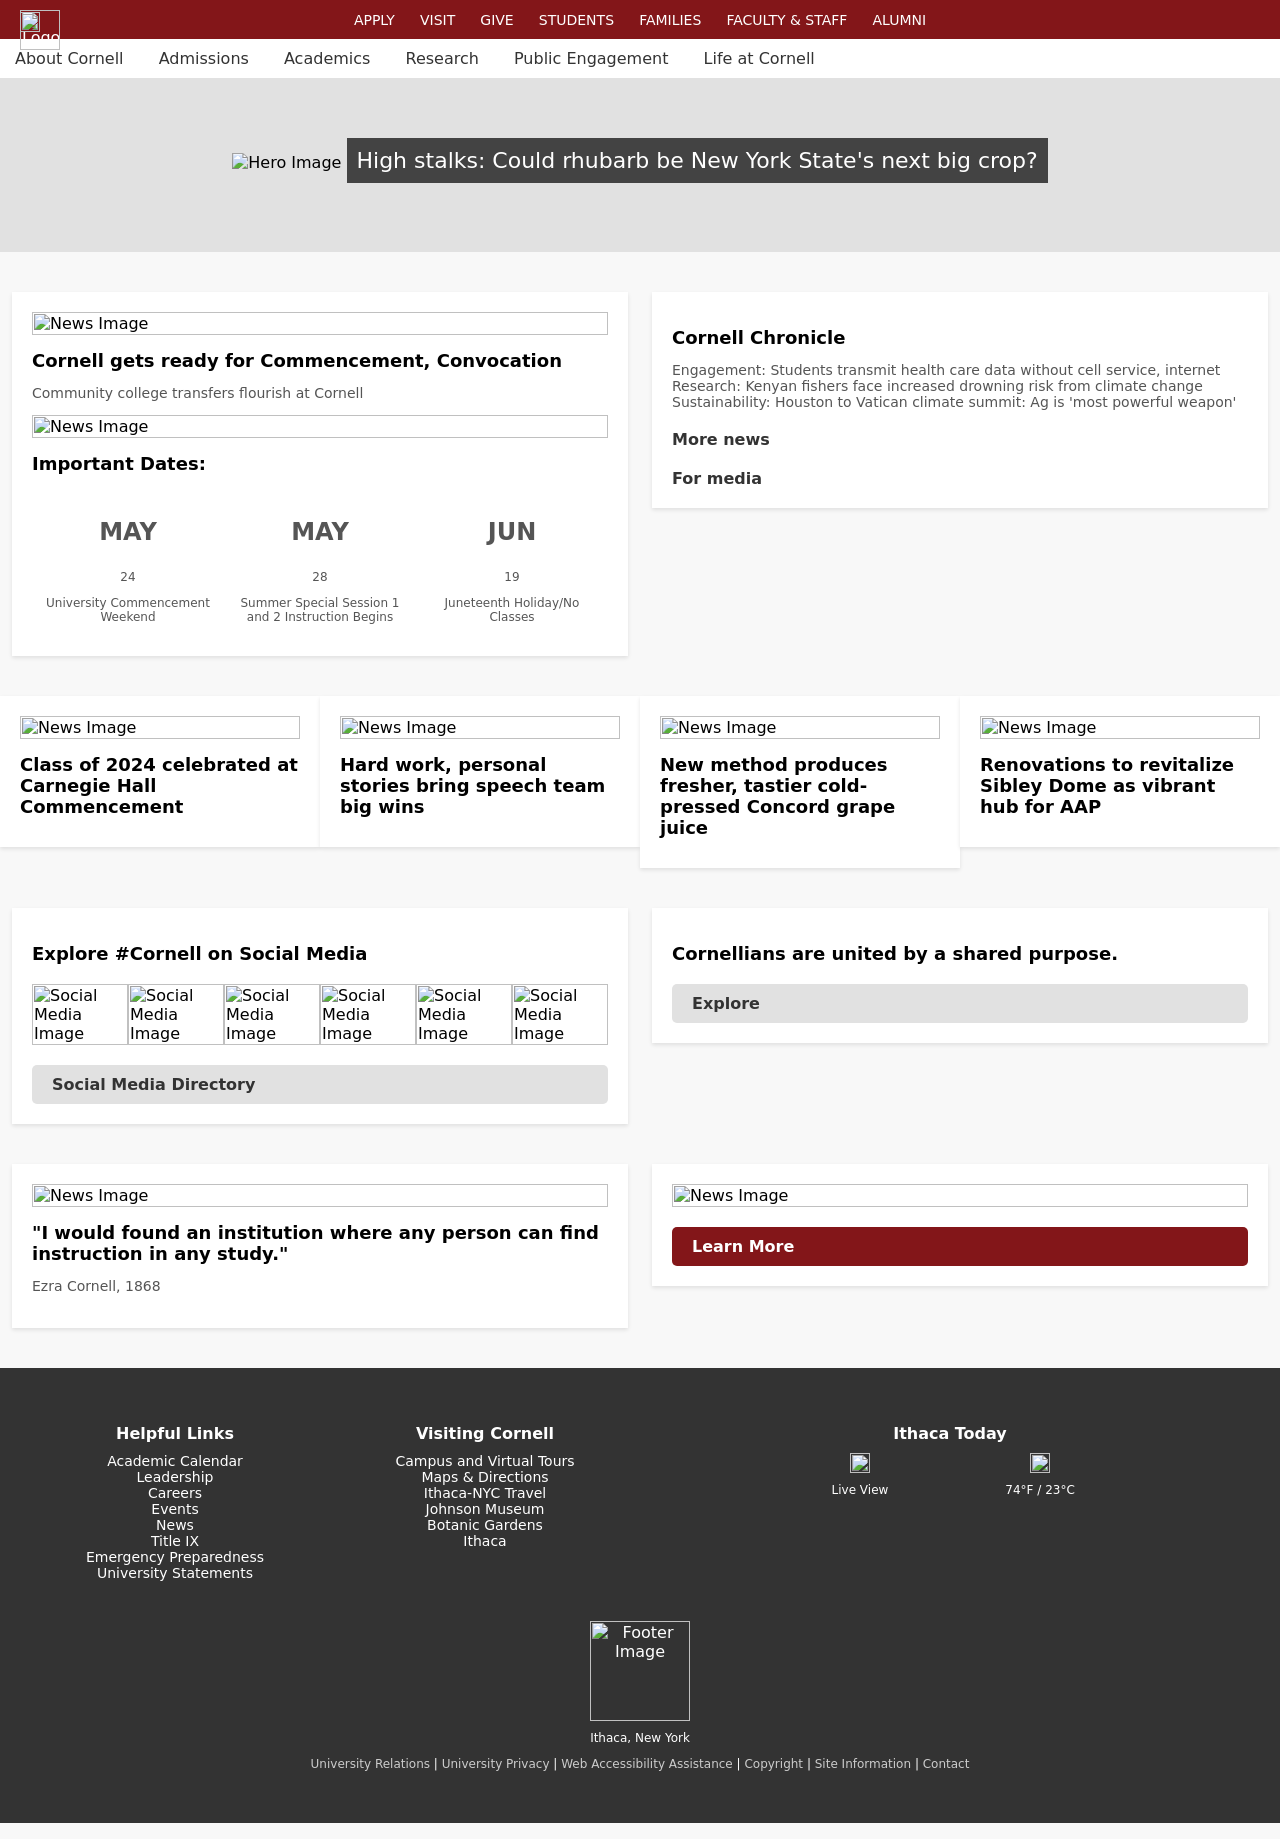 Logo
APPLY VISIT GIVE STUDENTS FAMILIES FACULTY & STAFF ALUMNI
About Cornell Admissions Academics Research Public Engagement Life at Cornell
Hero Image High stalks: Could rhubarb be New York State's next big crop?
News Image
Cornell gets ready for Commencement, Convocation
Community college transfers flourish at Cornell
News Image
Important Dates:
MAY MAY JUN
24 28 19
University Commencement Summer Special Session 1 Juneteenth Holiday/No
Weekend and 2 Instruction Begins Classes
Cornell Chronicle
Engagement: Students transmit health care data without cell service, internet
Research: Kenyan fishers face increased drowning risk from climate change
Sustainability: Houston to Vatican climate summit: Ag is 'most powerful weapon'
More news
For media
News Image
Class of 2024 celebrated at
Carnegie Hall
Commencement
News Image
Hard work, personal
stories bring speech team
big wins
News Image
New method produces
fresher, tastier cold-
pressed Concord grape
juice
News Image
Renovations to revitalize
Sibley Dome as vibrant
hub for AAP
Explore #Cornell on Social Media
Social Social Social Social Social Social
Media Media Media Media Media Media
Image Image Image Image Image Image
Social Media Directory
Cornellians are united by a shared purpose.
Explore
News Image
"I would found an institution where any person can find
instruction in any study."
Ezra Cornell, 1868
News Image
Learn More
Helpful Links
Academic Calendar
Leadership
Careers
Events
News
Title IX
Emergency Preparedness
University Statements
Visiting Cornell
Campus and Virtual Tours
Maps & Directions
Ithaca-NYC Travel
Johnson Museum
Botanic Gardens
Ithaca
Ithaca Today
Live View 74°F / 23°C
Footer
Image
Ithaca, New York
University Relations | University Privacy | Web Accessibility Assistance | Copyright | Site Information | Contact